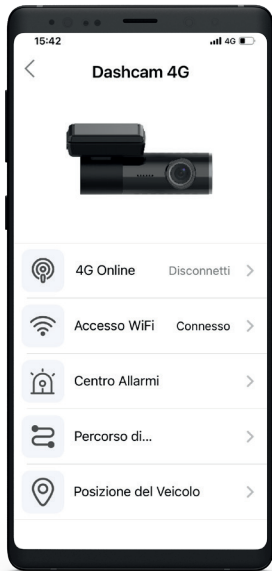 15:42
4G
Dashcam 4G
4G Online Disconnetti
Accesso WiFi Connesso
Centro Allarmi
Percorso di...
Posizione del Veicolo